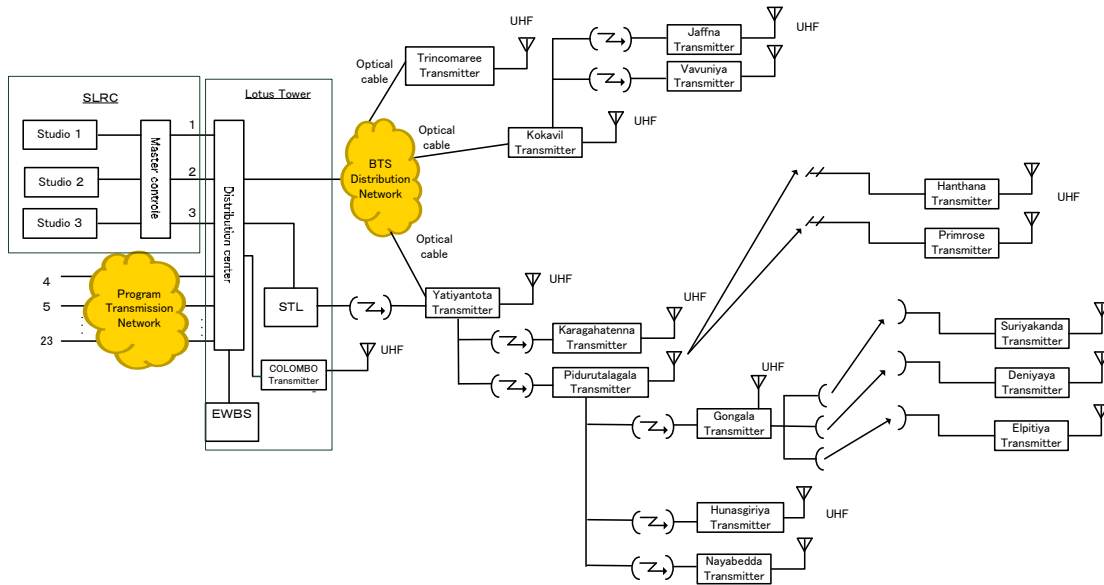 SLRC
Studio 1
Studio 2
Studio 3
Master controle
1
2
3
4
5
23
Program
Transmission
Network
Lotus Tower
Distribution center
STL
COLOMBO
Transmitter
UHF
EWBS
BTS
Distribution
Network
Optical
cable
Trincomaree
Transmitter
UHF
Optical
cable
Kokavil
Transmitter
UHF
Jaffna
Transmitter
UHF
Vavuniya
Transmitter
Optical
cable
Yatiyantota
Transmitter
UHF
Karagahatenna
Transmitter
UHF
Pidurutalagala
Transmitter
Hanthana
Transmitter
UHF
Primrose
Transmitter
Gongala
Transmitter
UHF
Suriyakanda
Transmitter
Deniyaya
Transmitter
Elpitiya
Transmitter
Hunasgiriya
Transmitter
UHF
Nayabedda
Transmitter